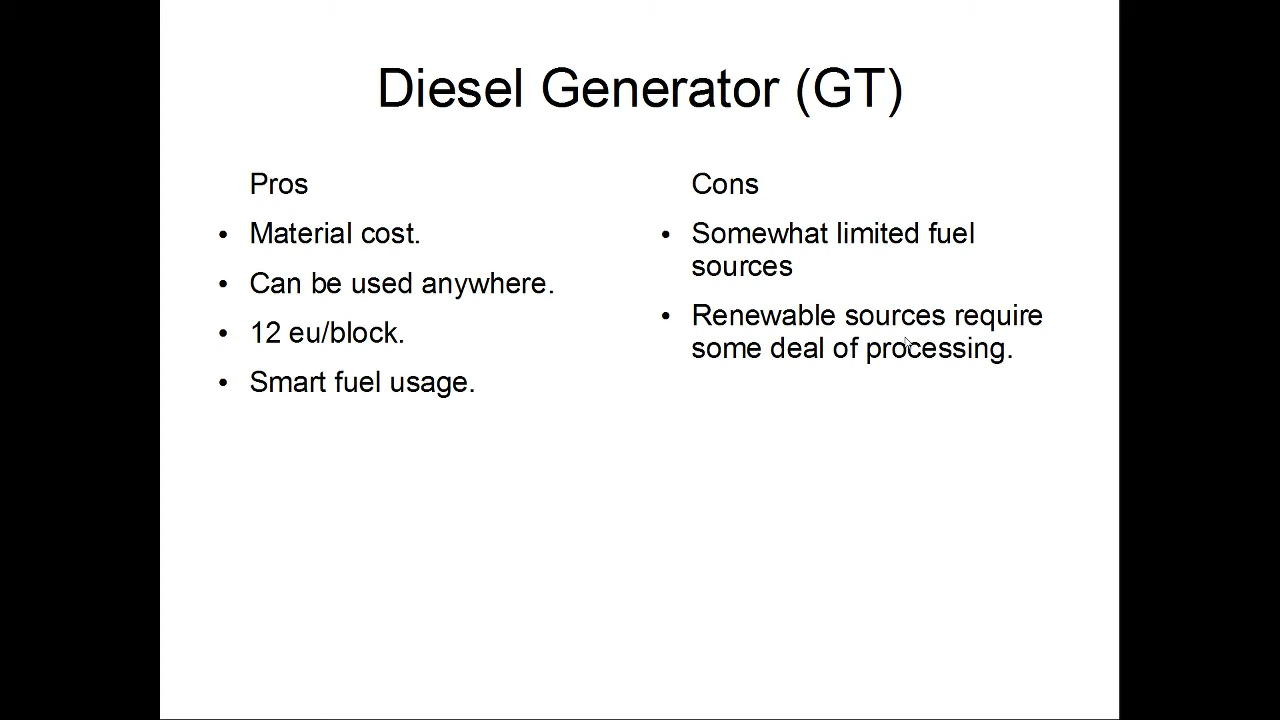 Diesel Generator (GT)
Pros
• Material cost.
• Can be used anywhere.
• 12 eu/block.
• Smart fuel usage.
Cons
• Somewhat limited fuel
sources
• Renewable sources require
some deal of processing.